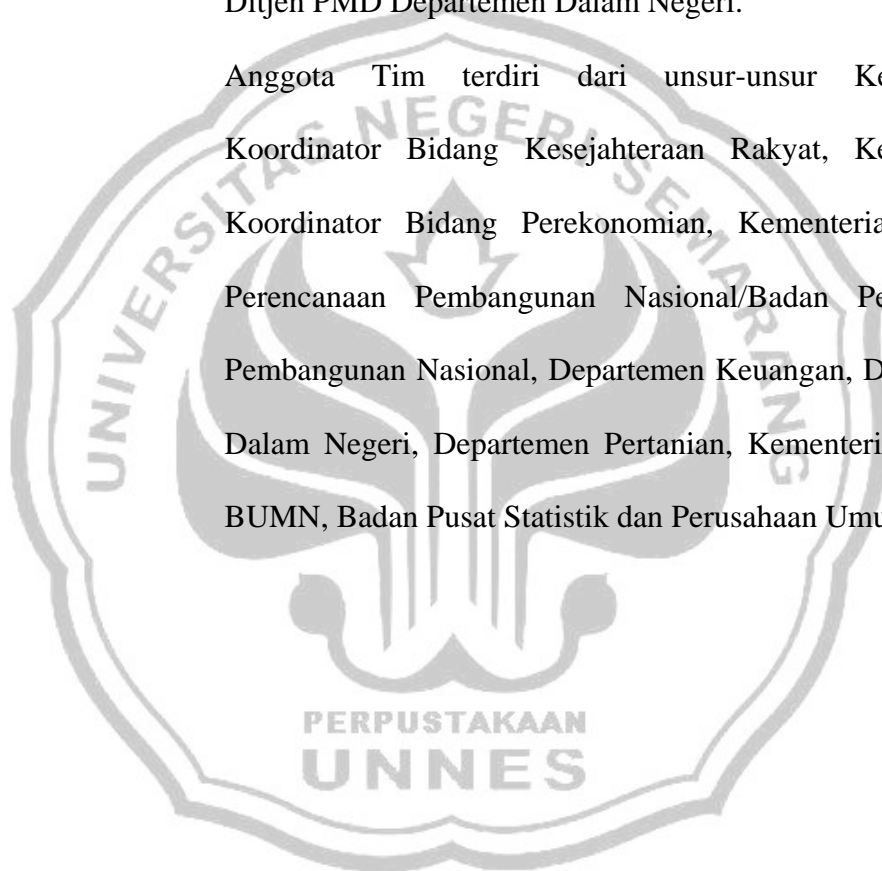 Ditjen PMD Departemen Dalam Negeri.
Anggota Tim terdiri dari unsur-unsur
Koordinator Bidang Kesejahteraan Rakyat,
Koordinator Bidang Perekonomian,
Perencanaan Pembangunan Nasional/Badan
Pembangunan Nasional, Departemen Keuangan,
Dalam Negeri, Departemen Pertanian,
BUMN, Badan Pusat Statistik dan Perusahaan
UNIVERSITAS NEGERI SEMARANG
PERPUSTAKAAN
UNNES